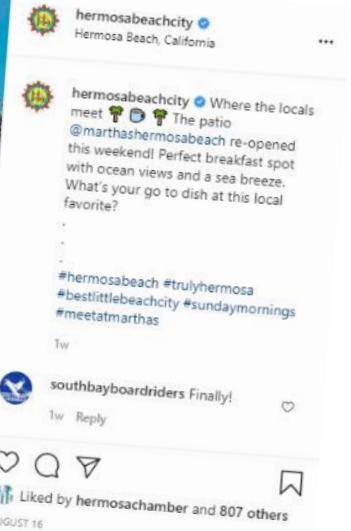 hermosabeachcity
Hermosa Beach, California
hermosabeachcity Where the locals
meet 🌴 ☕ 🌴 The patio
@marthashermosabeach re-opened
this weekend! Perfect breakfast spot
with ocean views and a sea breeze.
What's your go to dish at this local
favorite?
.
.
.
#hermosabeach #trulyhermosa
#bestlittlebeachcity #sundaymornings
#meetatmarthas
1w
southbayboardriders Finally!
1w Reply
Liked by hermosachamber and 807 others
UGUST 16